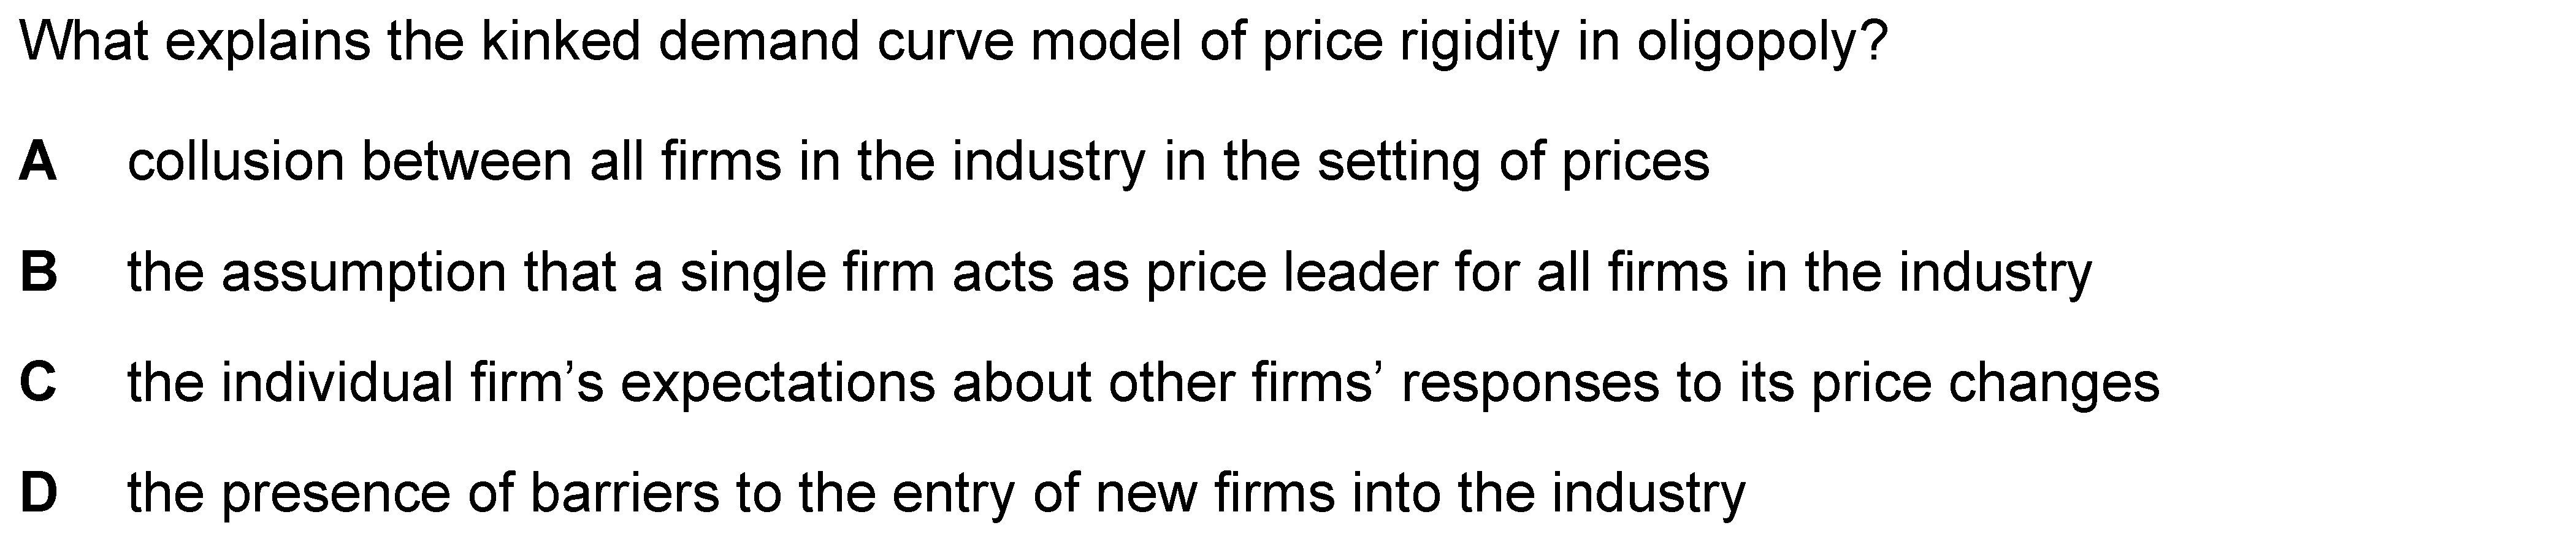 What explains the kinked demand curve model of price rigidity in oligopoly?
A collusion between all firms in the industry in the setting of prices
B the assumption that a single firm acts as price leader for all firms in the industry
C the individual firm’s expectations about other firms’ responses to its price changes
D the presence of barriers to the entry of new firms into the industry